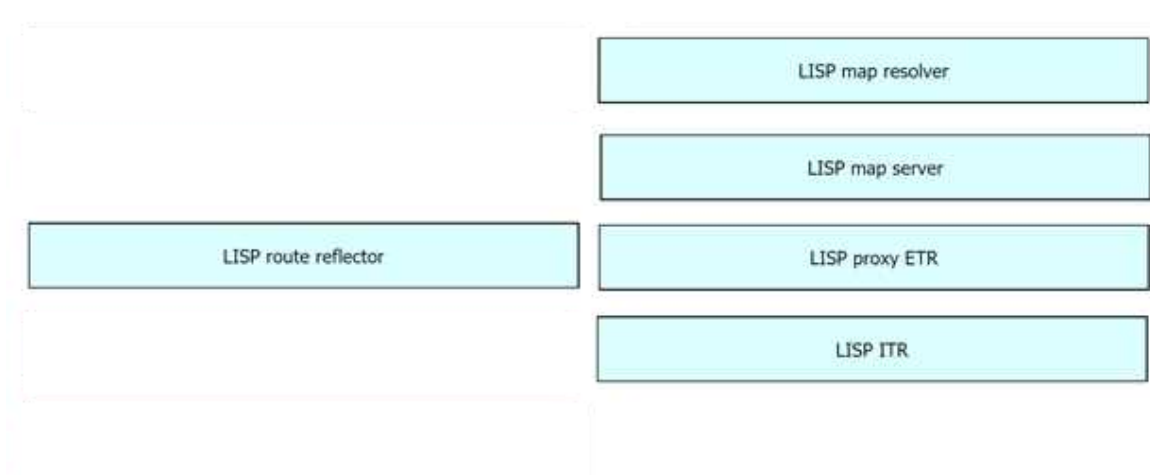 LISP map resolver
LISP map server
LISP route reflector
LISP proxy ETR
LISP ITR